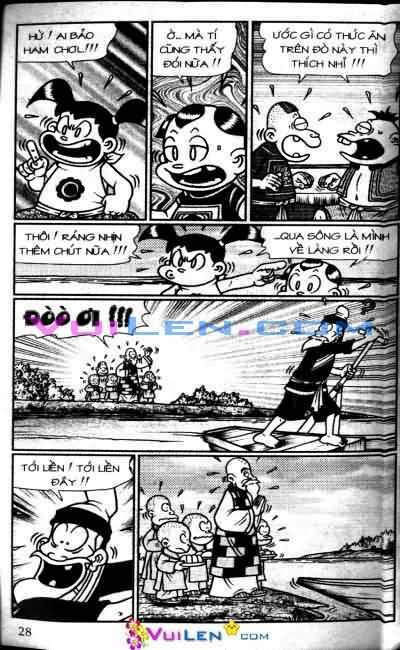 HỪ ! AI BẢO
HAM CHƠI..!!!
Ờ... MÀ TÍ
CŨNG THẤY
ĐÓI NỮA !!
ƯỚC GÌ CÓ THỨC ĂN
TRÊN ĐÒ NÀY THÌ
THÍCH NHỈ !!!
THÔI ! RÁNG NHỊN
THÊM CHÚT NỮA !!!
...QUA SÔNG LÀ MÌNH
VỀ LÀNG RỒI !!
ĐÒÒ ƠI !!!
VUILEN.COM
?
TỚI LIỀN ! TỚI LIỀN
ĐÂY !!
28
VUILEN.COM